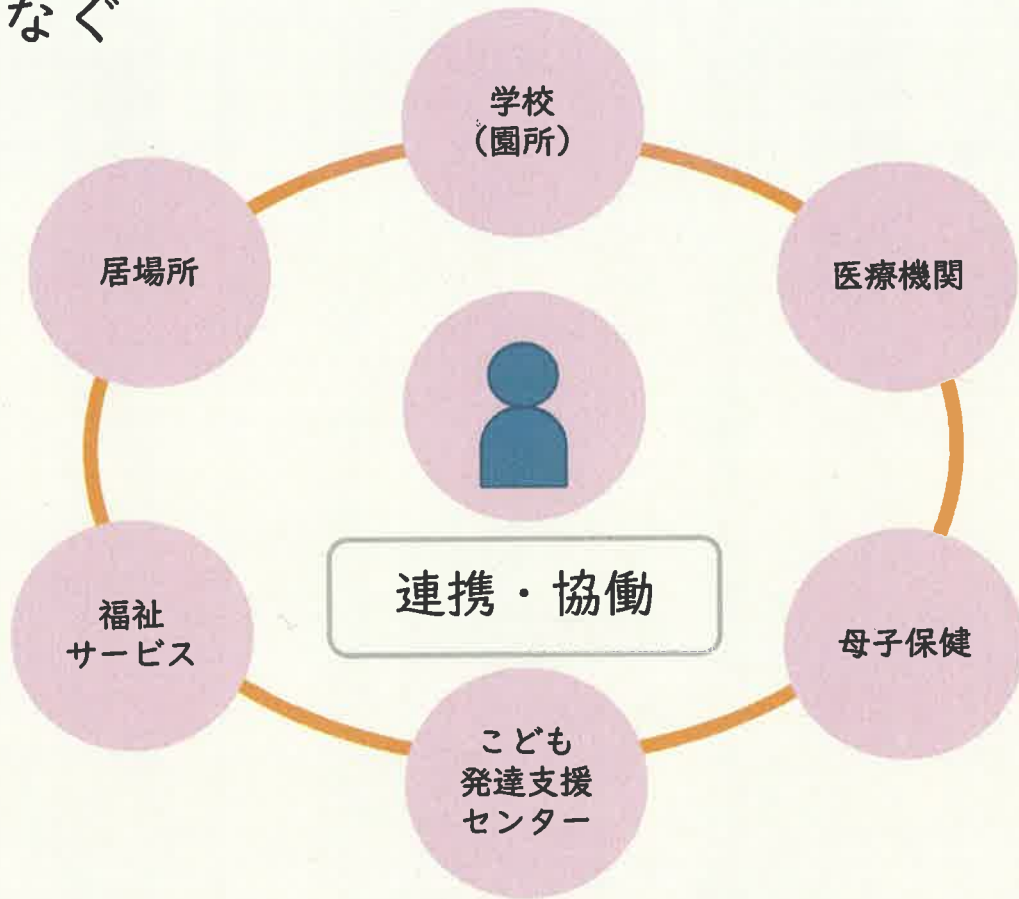 なぐ
学校
（園所）
居場所
医療機関
連携・協働
福祉
サービス
母子保健
こども
発達支援
センター